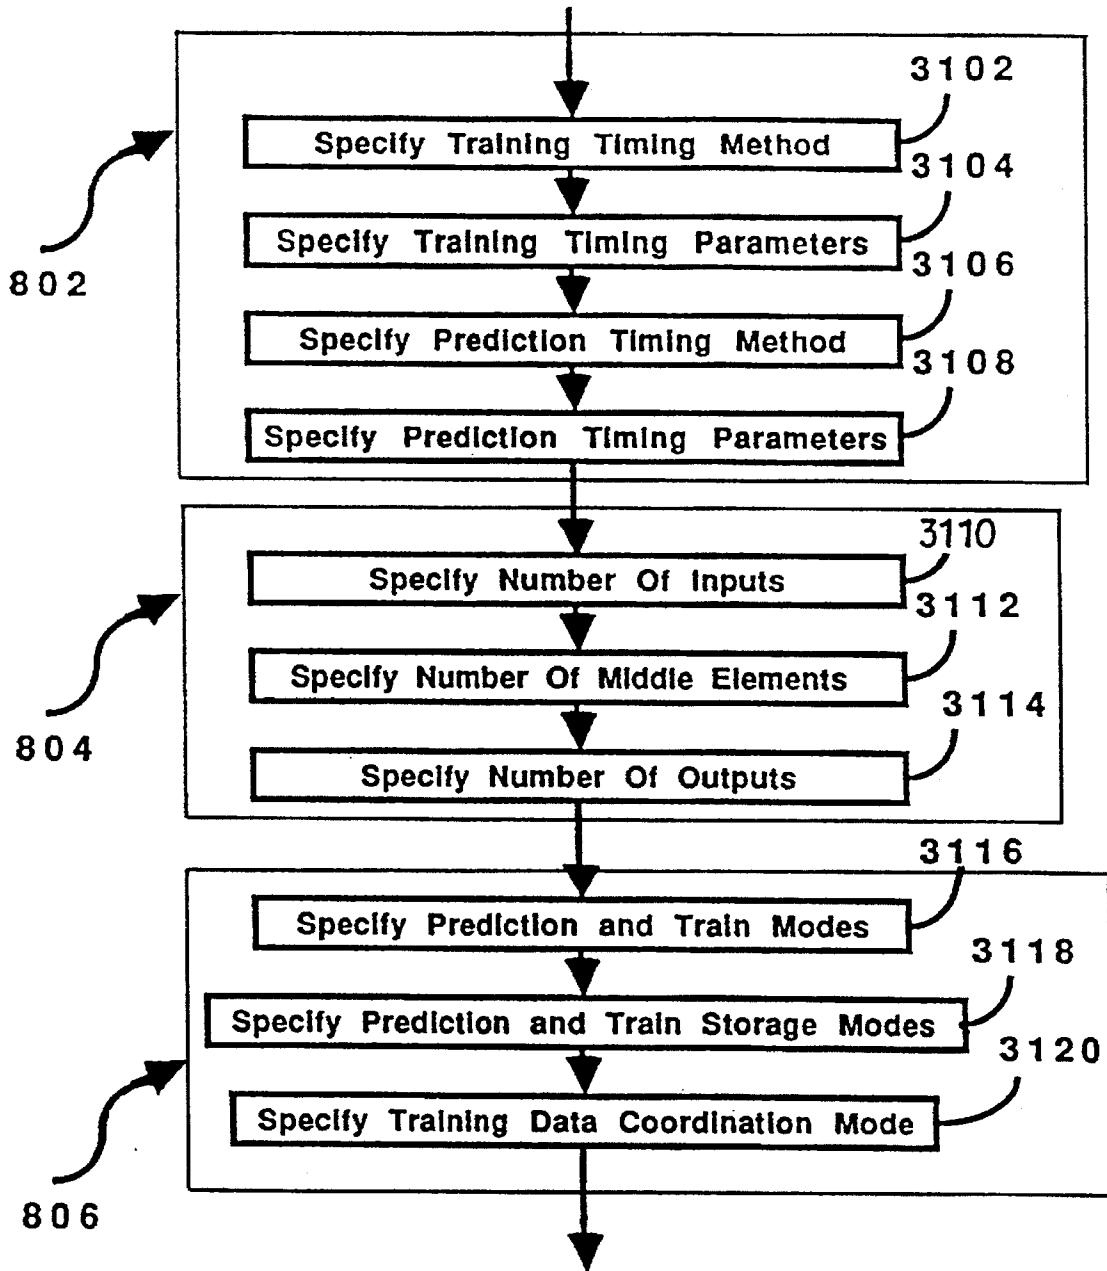 3102
Specify Training Timing Method
3104
Specify Training Timing Parameters
802
3106
Specify Prediction Timing Method
3108
Specify Prediction Timing Parameters
3110
Specify Number Of Inputs
3112
Specify Number Of Middle Elements
3114
804
Specify Number Of Outputs
3116
Specify Prediction and Train Modes
3118
Specify Prediction and Train Storage Modes
3120
Specify Training Data Coordination Mode
806